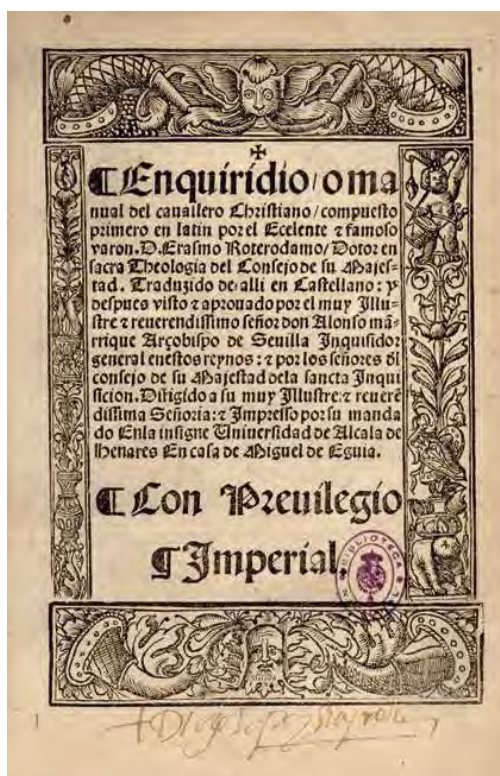 ¶Enquiridio/o ma
nual del cauallero Christiano/compuesto
primero en latin por el Ecelente ⁊ famoso
varon.D.Erasmo Roterodamo/Dotor en
sacra Theologia del Consejo de su Majes-
tad. Traduzido de alli en Castellano: y
despues visto ⁊ aprouado por el muy Illu-
stre ⁊ reuerendissimo señor don Alonso mã-
rrique Arçobispo de Seuilla Inquisidor
general enestos reynos: ⁊ por los señores ďl
consejo de su Majestad dela sancta Inqui
sicion. Dirigido a su muy Illustre: ⁊ reuerẽ
dissima Señoria: ⁊ Impresso por su manda
do Enla insigne Uniuersidad de Alcala de
Henares En casa de Miguel de Eguia.
¶Con Preuilegio
¶Imperial
BIBLIOTECA